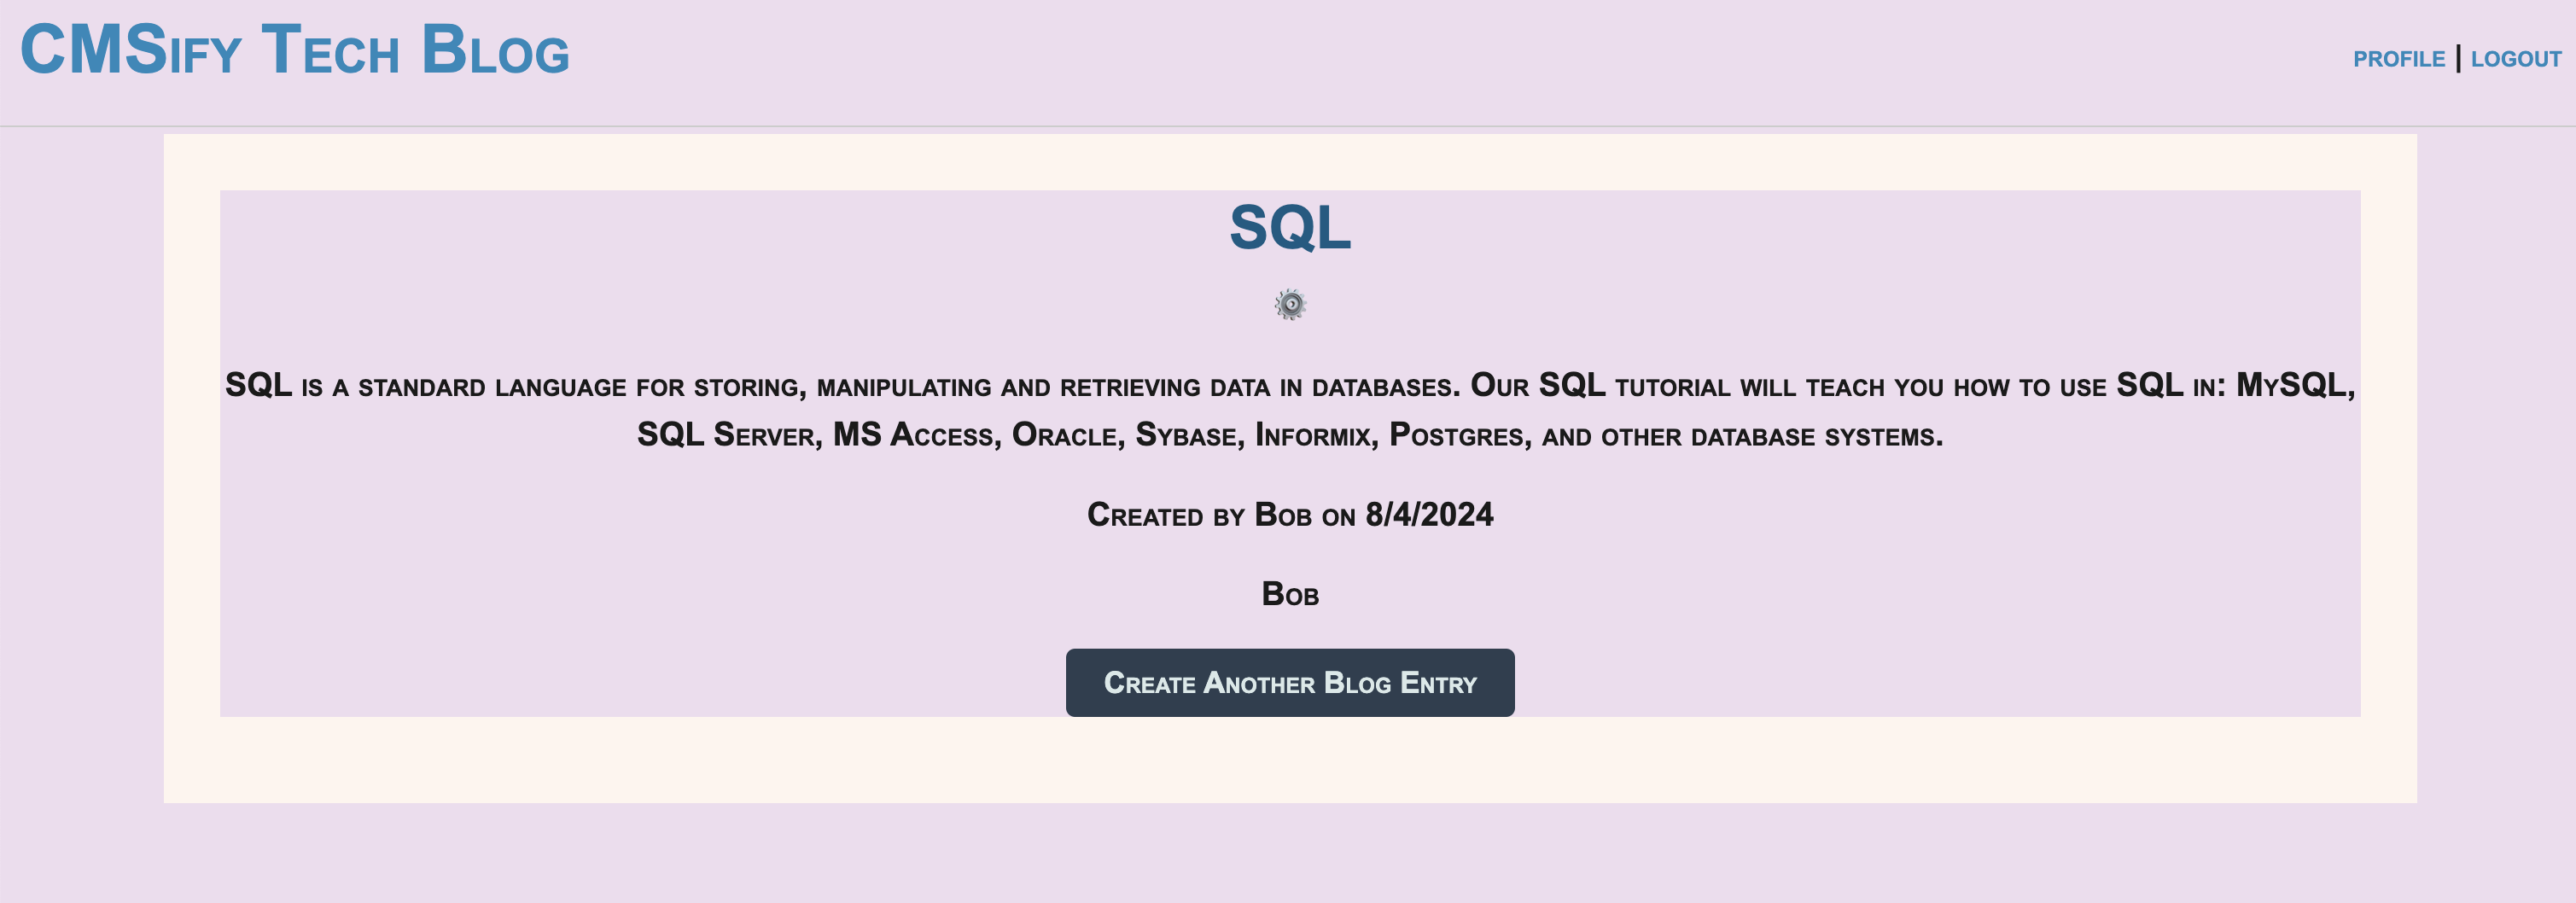 CMSify Tech Blog
profile | logout
SQL
SQL is a standard language for storing, manipulating and retrieving data in databases. Our SQL tutorial will teach you how to use SQL in: MySQL,
SQL Server, MS Access, Oracle, Sybase, Informix, Postgres, and other database systems.
Created by Bob on 8/4/2024
Bob
Create Another Blog Entry